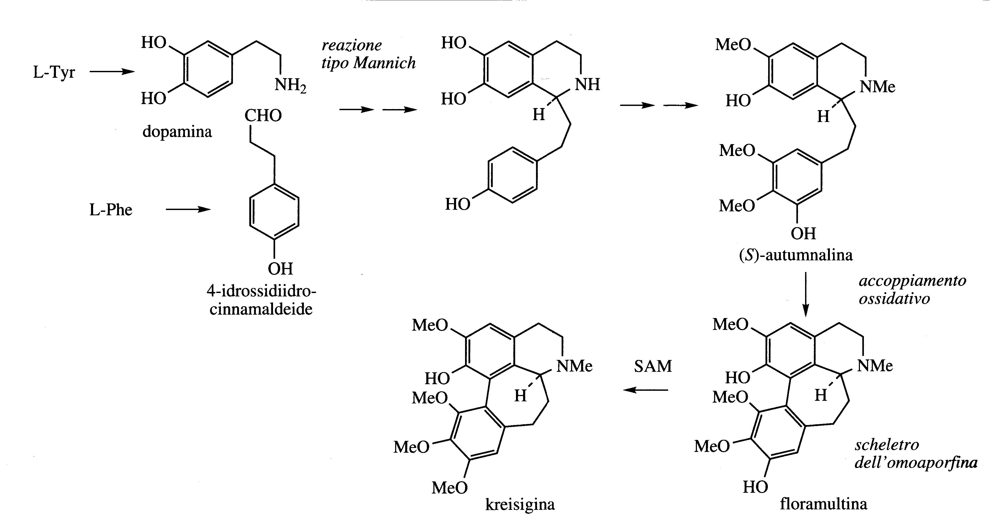 HO
HO
NH2
L-Tyr
dopamina
CHO
OH
L-Phe
4-idrossidiidro-
cinnamaldeide
reazione
tipo Mannich
HO
HO
NH
H
HO
MeO
HO
NMe
H
MeO
MeO
OH
(S)-autumnalina
accoppiamento
ossidativo
MeO
HO
NMe
H
MeO
MeO
HO
floramultina
scheletro
dell'omoaporfina
SAM
MeO
HO
NMe
H
MeO
MeO
MeO
kreisigina